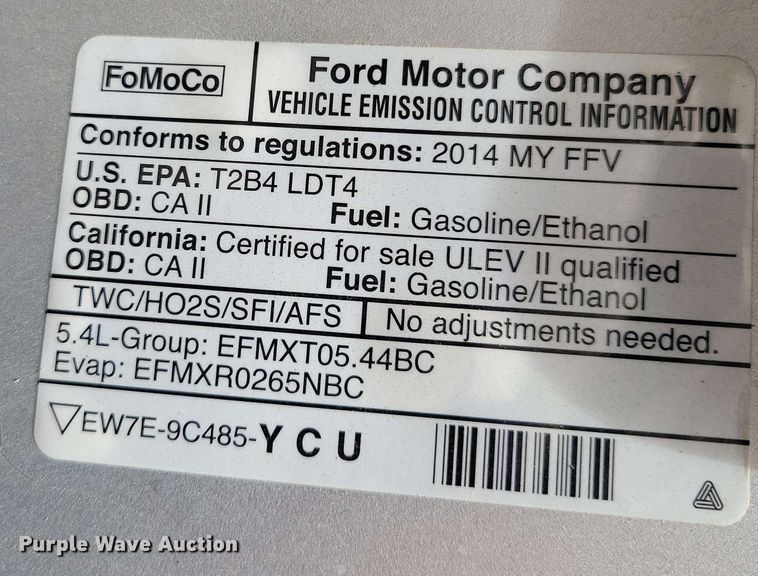 FoMoCo
Ford Motor Company
VEHICLE EMISSION CONTROL INFORMATION
Conforms to regulations: 2014 MY FFV
U.S. EPA: T2B4 LDT4
OBD: CA II Fuel: Gasoline/Ethanol
California: Certified for sale ULEV II qualified
OBD: CA II Fuel: Gasoline/Ethanol
TWC/HO2S/SFI/AFS No adjustments needed.
5.4L-Group: EFMXT05.44BC
Evap: EFMXR0265NBC
EW7E-9C485-YCU
Purple Wave Auction